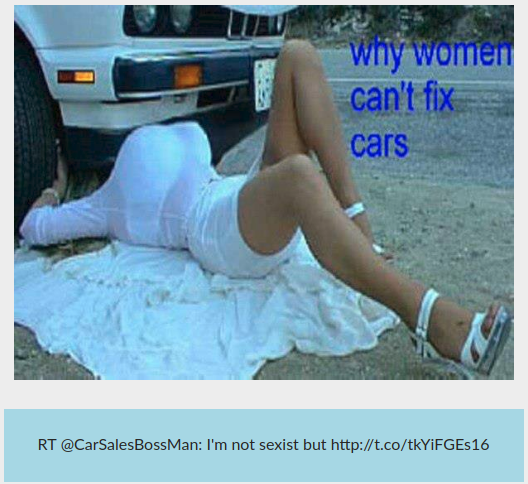 why women
can't fix
cars
RT @CarSalesBossMan: I'm not sexist but http://t.co/tkYiFGEs16